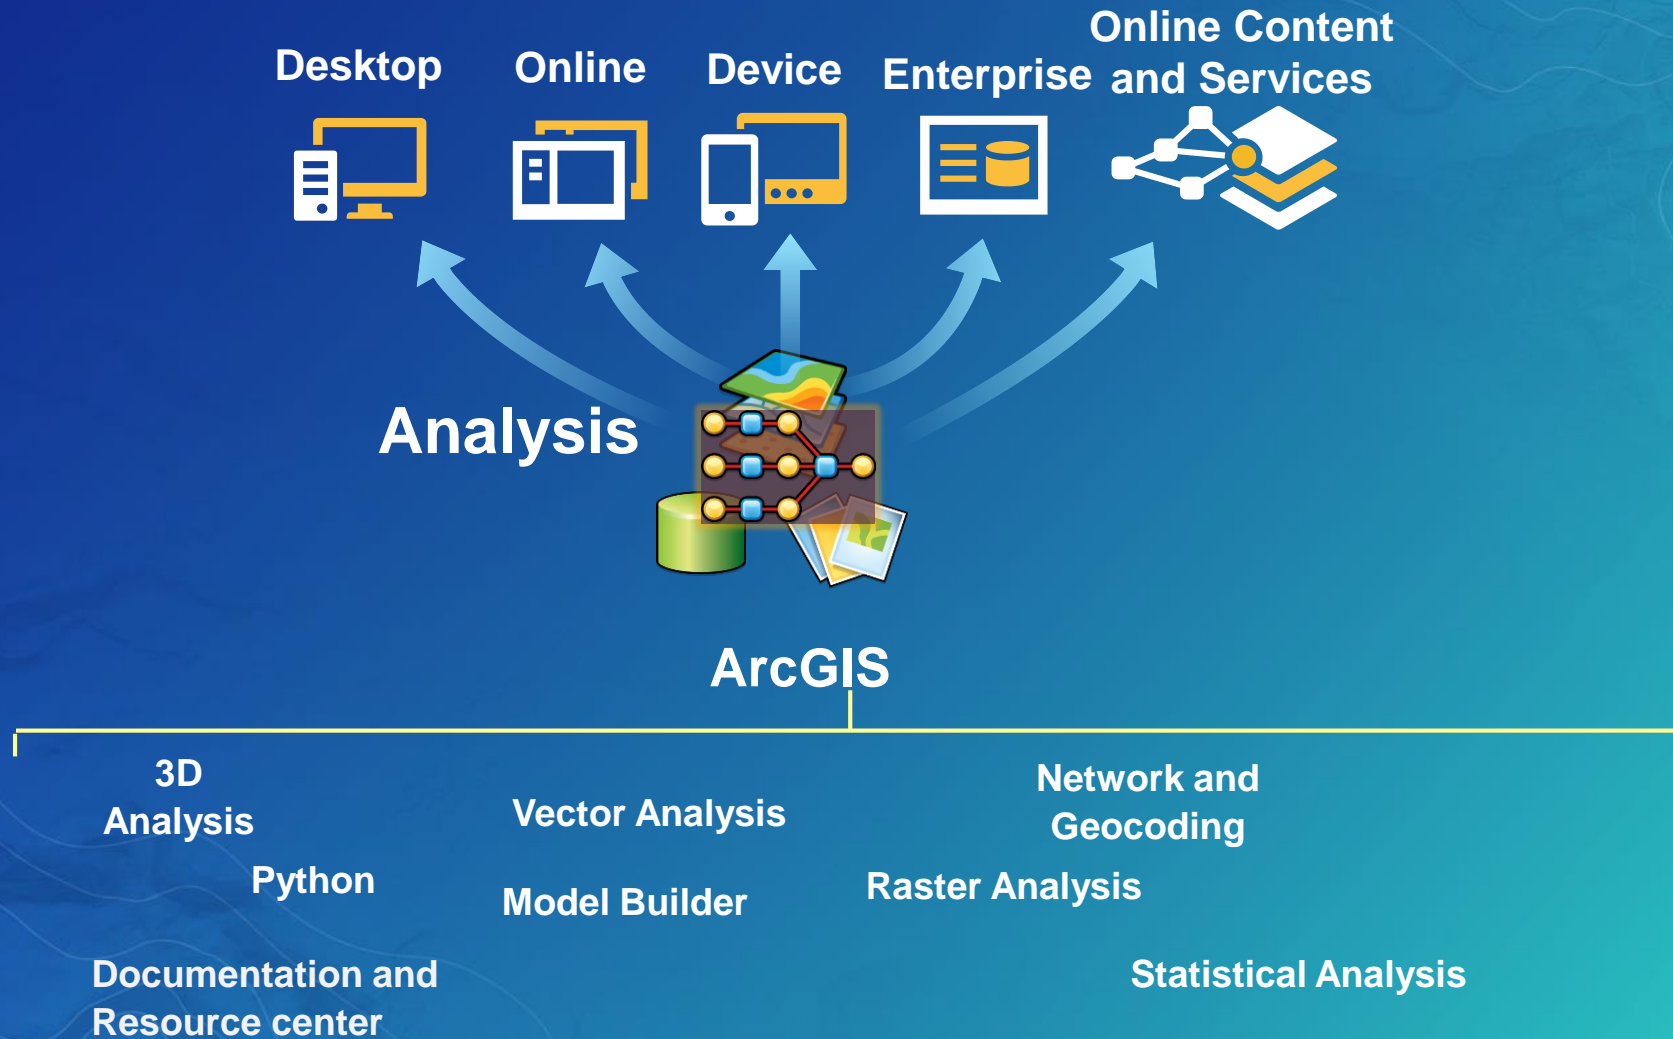 Desktop
Online
Device
Enterprise
Online Content
and Services
Analysis
ArcGIS
3D
Analysis
Vector Analysis
Network and
Geocoding
Python
Model Builder
Raster Analysis
Documentation and
Resource center
Statistical Analysis